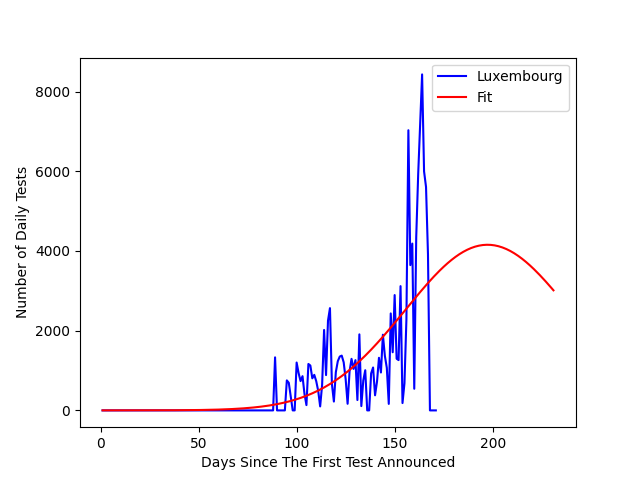 Luxembourg
Fit
8000
6000
4000
2000
0
Number of Daily Tests
0 50 100 150 200
Days Since The First Test Announced